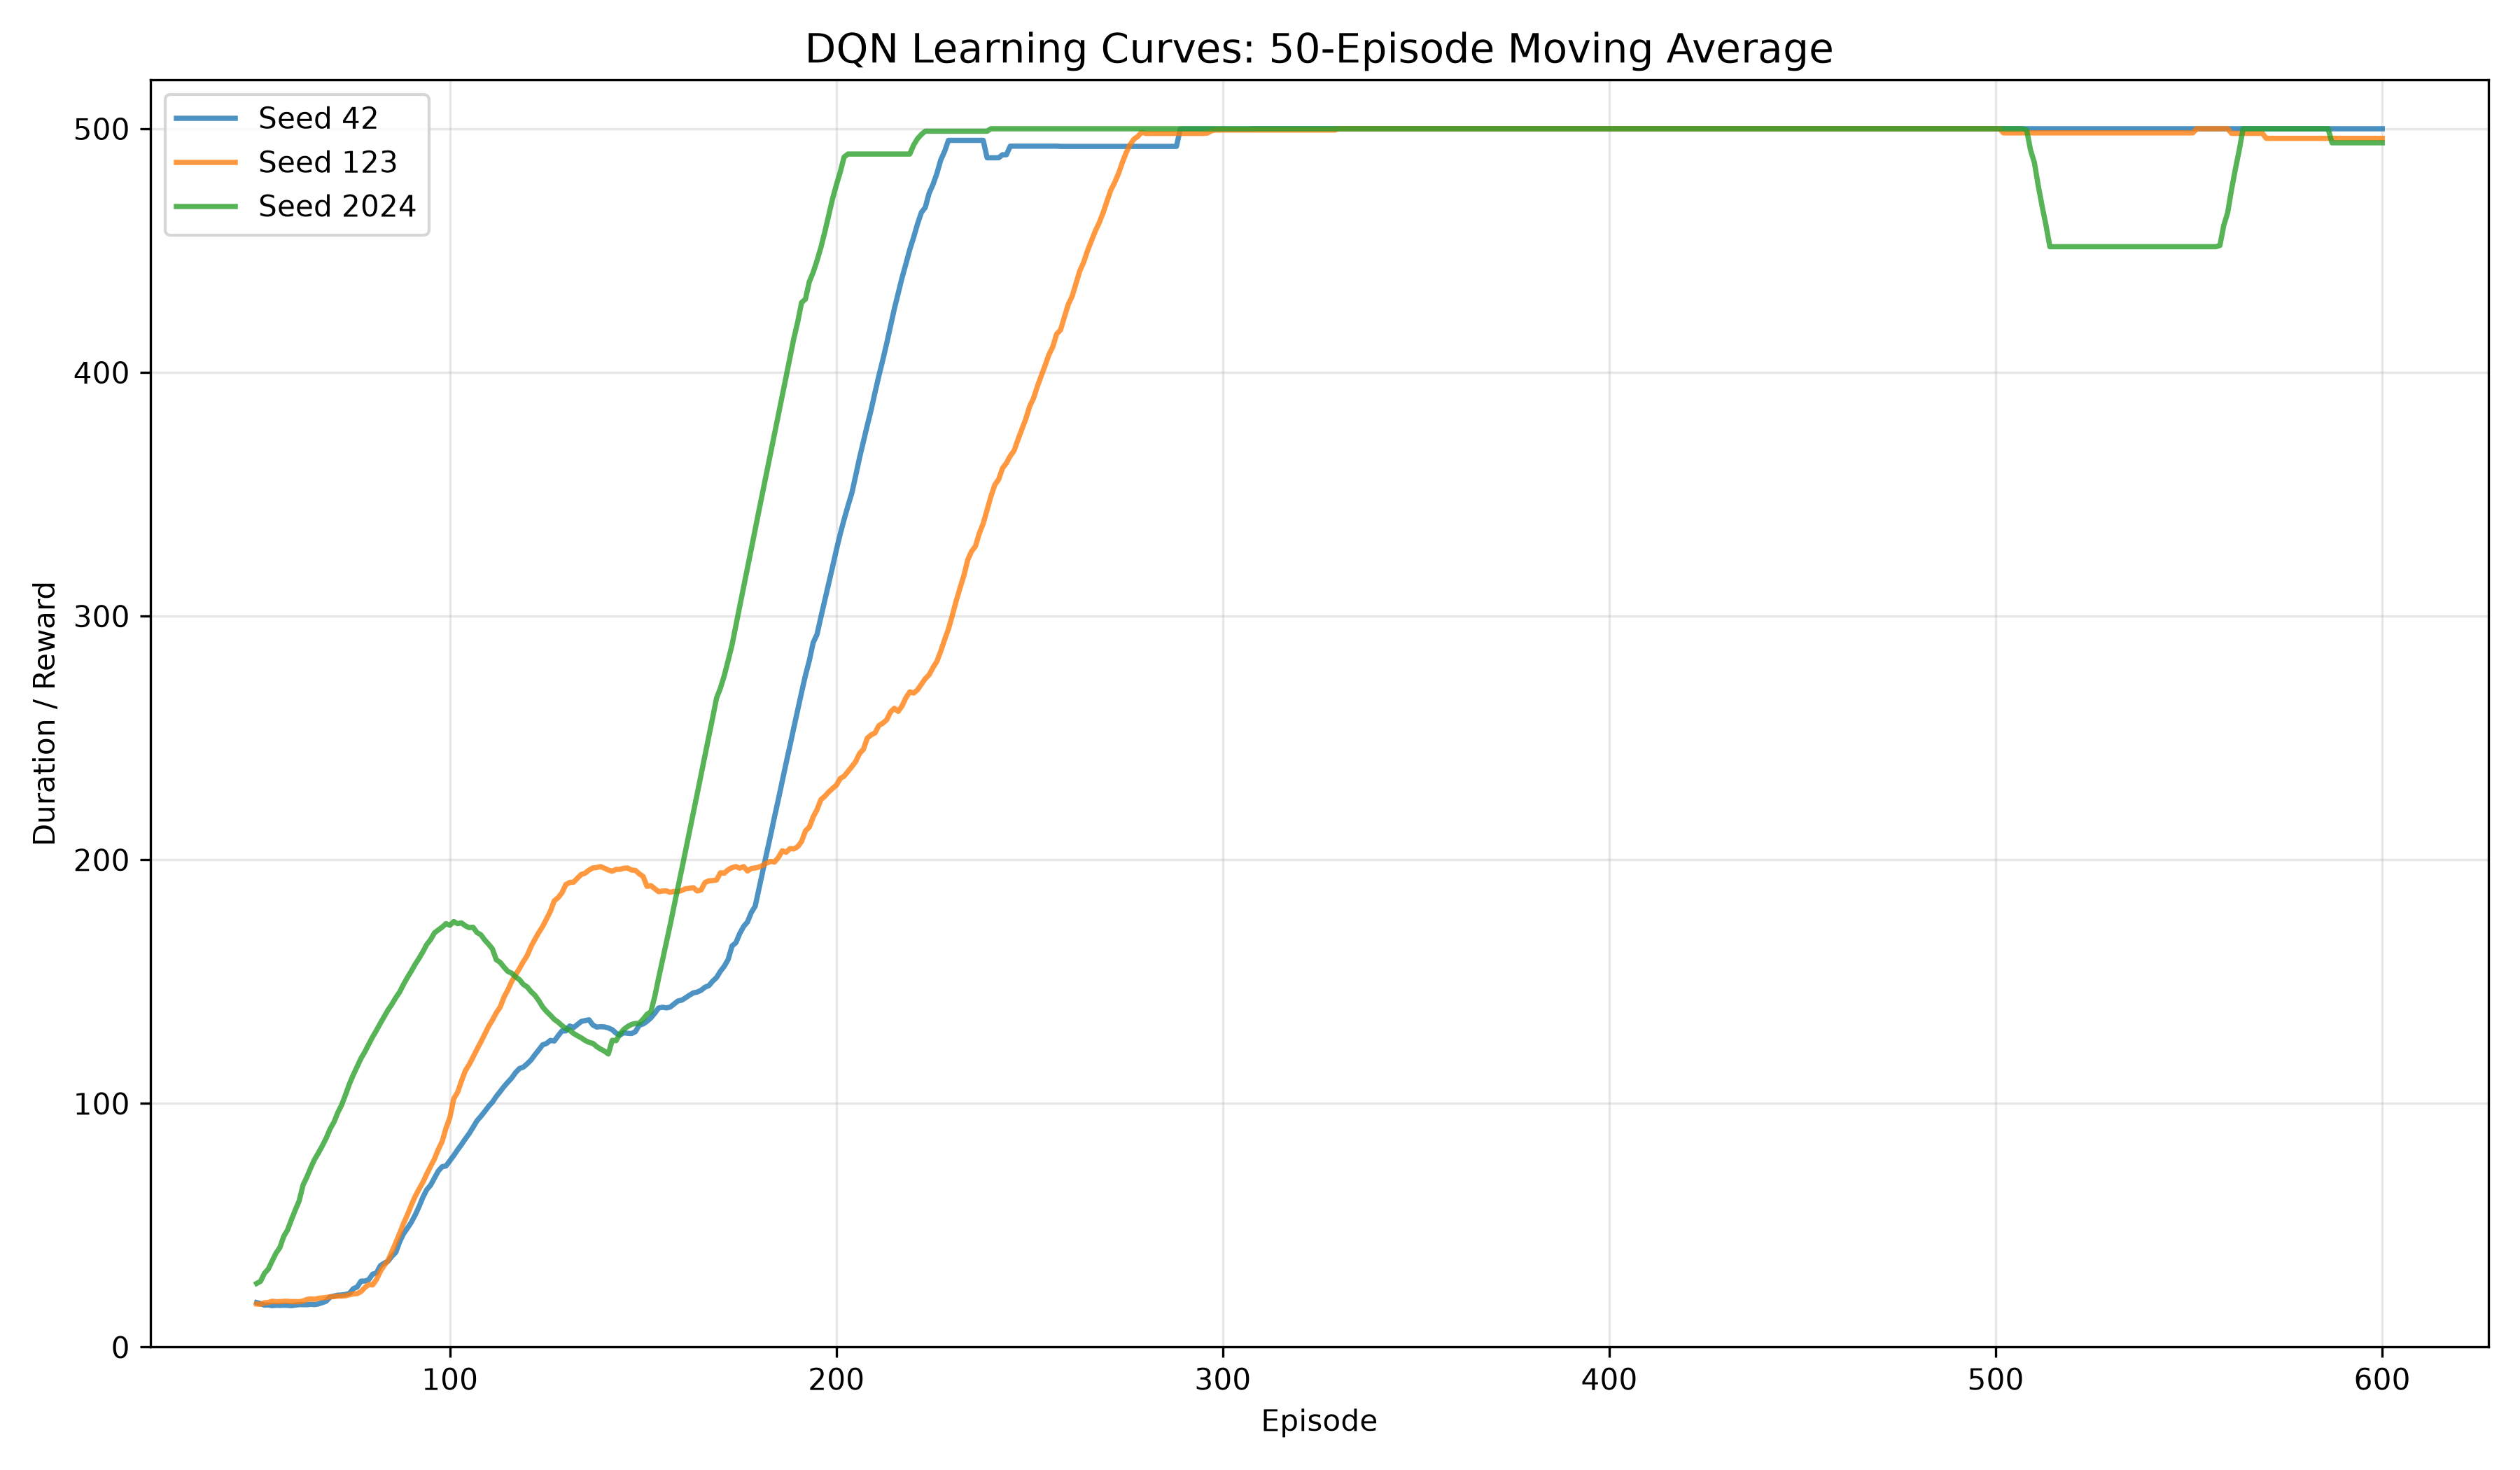 DQN Learning Curves: 50-Episode Moving Average
Seed 42
Seed 123
Seed 2024
Duration / Reward
500
400
300
200
100
0
100 200 300 400 500 600
Episode